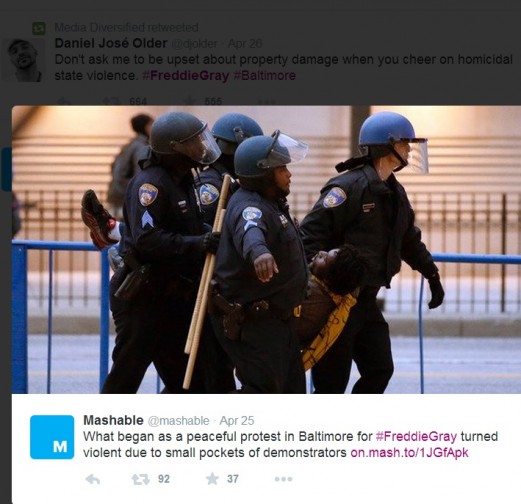 Media Diversified retweeted
Daniel José Older @djolder · Apr 26
Don't ask me to be upset about property damage when you cheer on homicidal
state violence. #FreddieGray #Baltimore
664 555
Mashable @mashable · Apr 25
M
What began as a peaceful protest in Baltimore for #FreddieGray turned
violent due to small pockets of demonstrators on.mash.to/1JGfApk
92 37